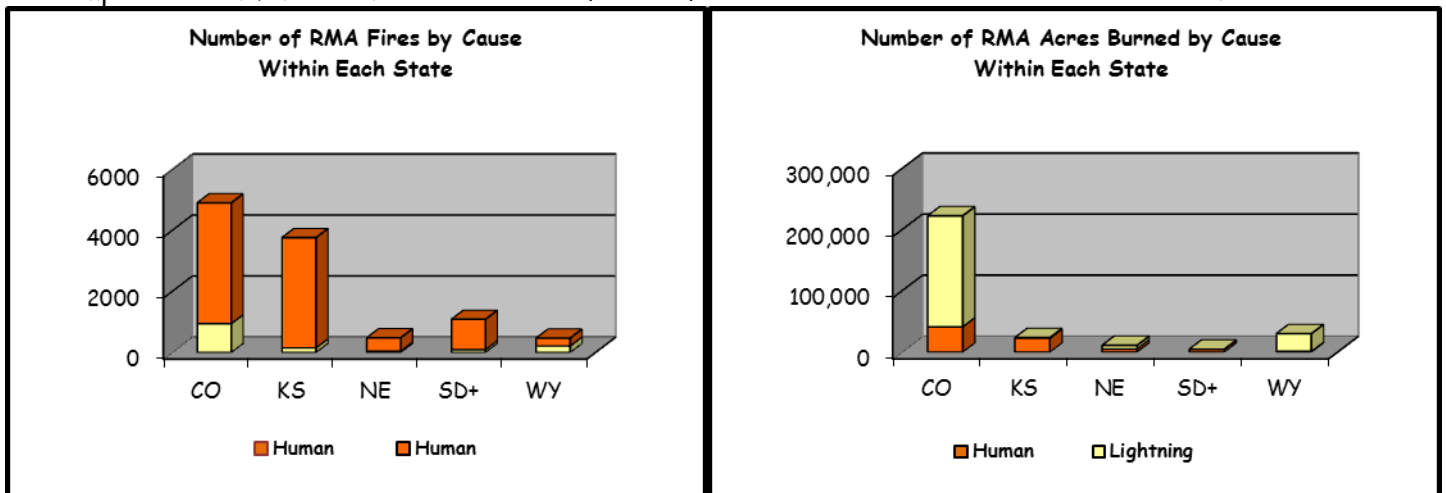 Number of RMA Fires by Cause
Within Each State
6000
4000
2000
0
CO KS NE SD+ WY
Human Human
Number of RMA Acres Burned by Cause
Within Each State
300,000
200,000
100,000
0
CO KS NE SD+ WY
Human Lightning